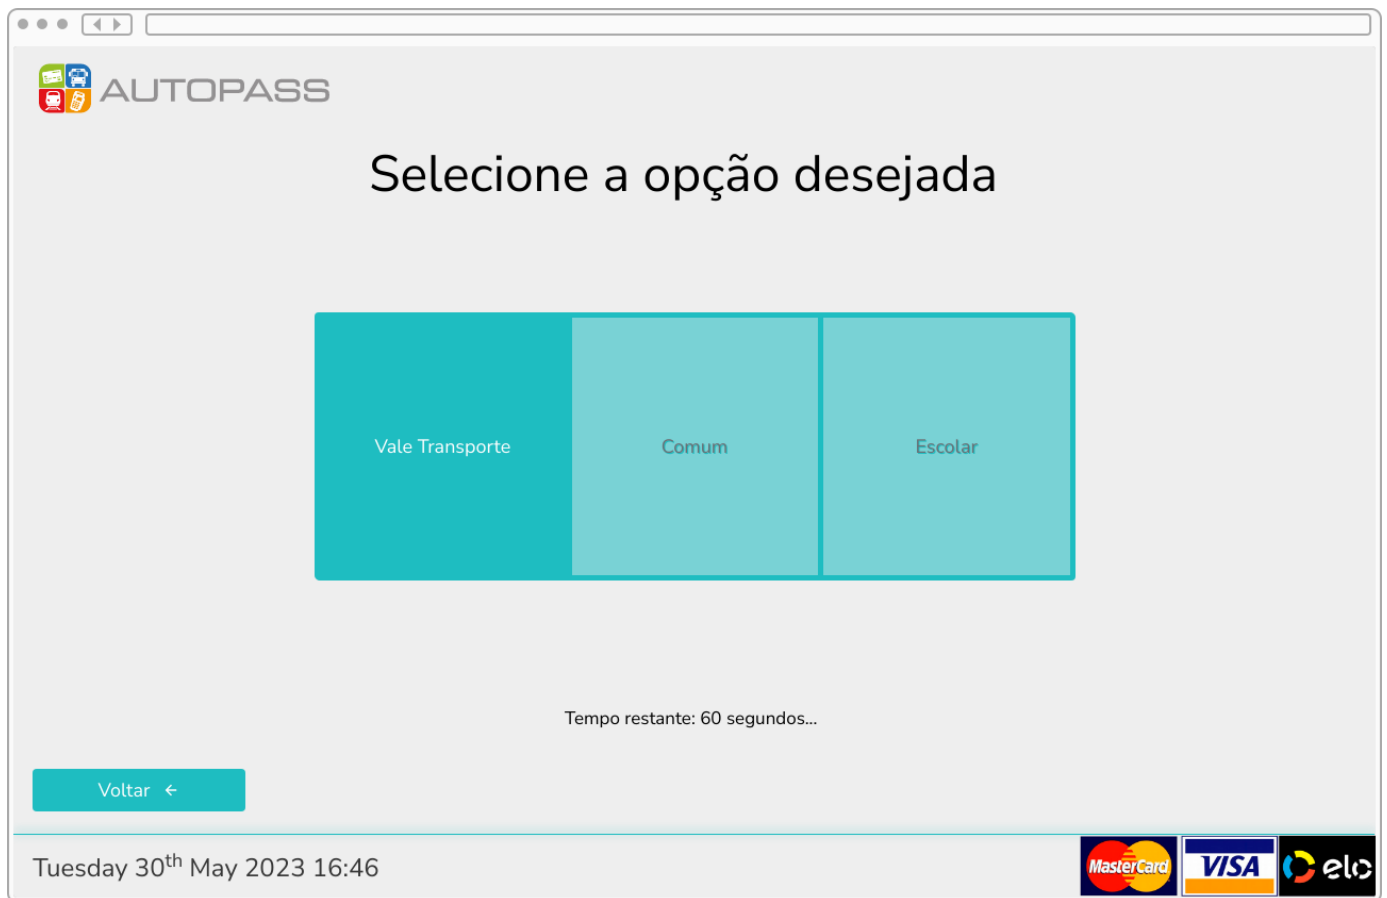 AUTOPASS
Selecione a opção desejada
Vale Transporte
Comum
Escolar
Tempo restante: 60 segundos...
Voltar ←
Tuesday 30th May 2023 16:46
MasterCard
VISA
elo